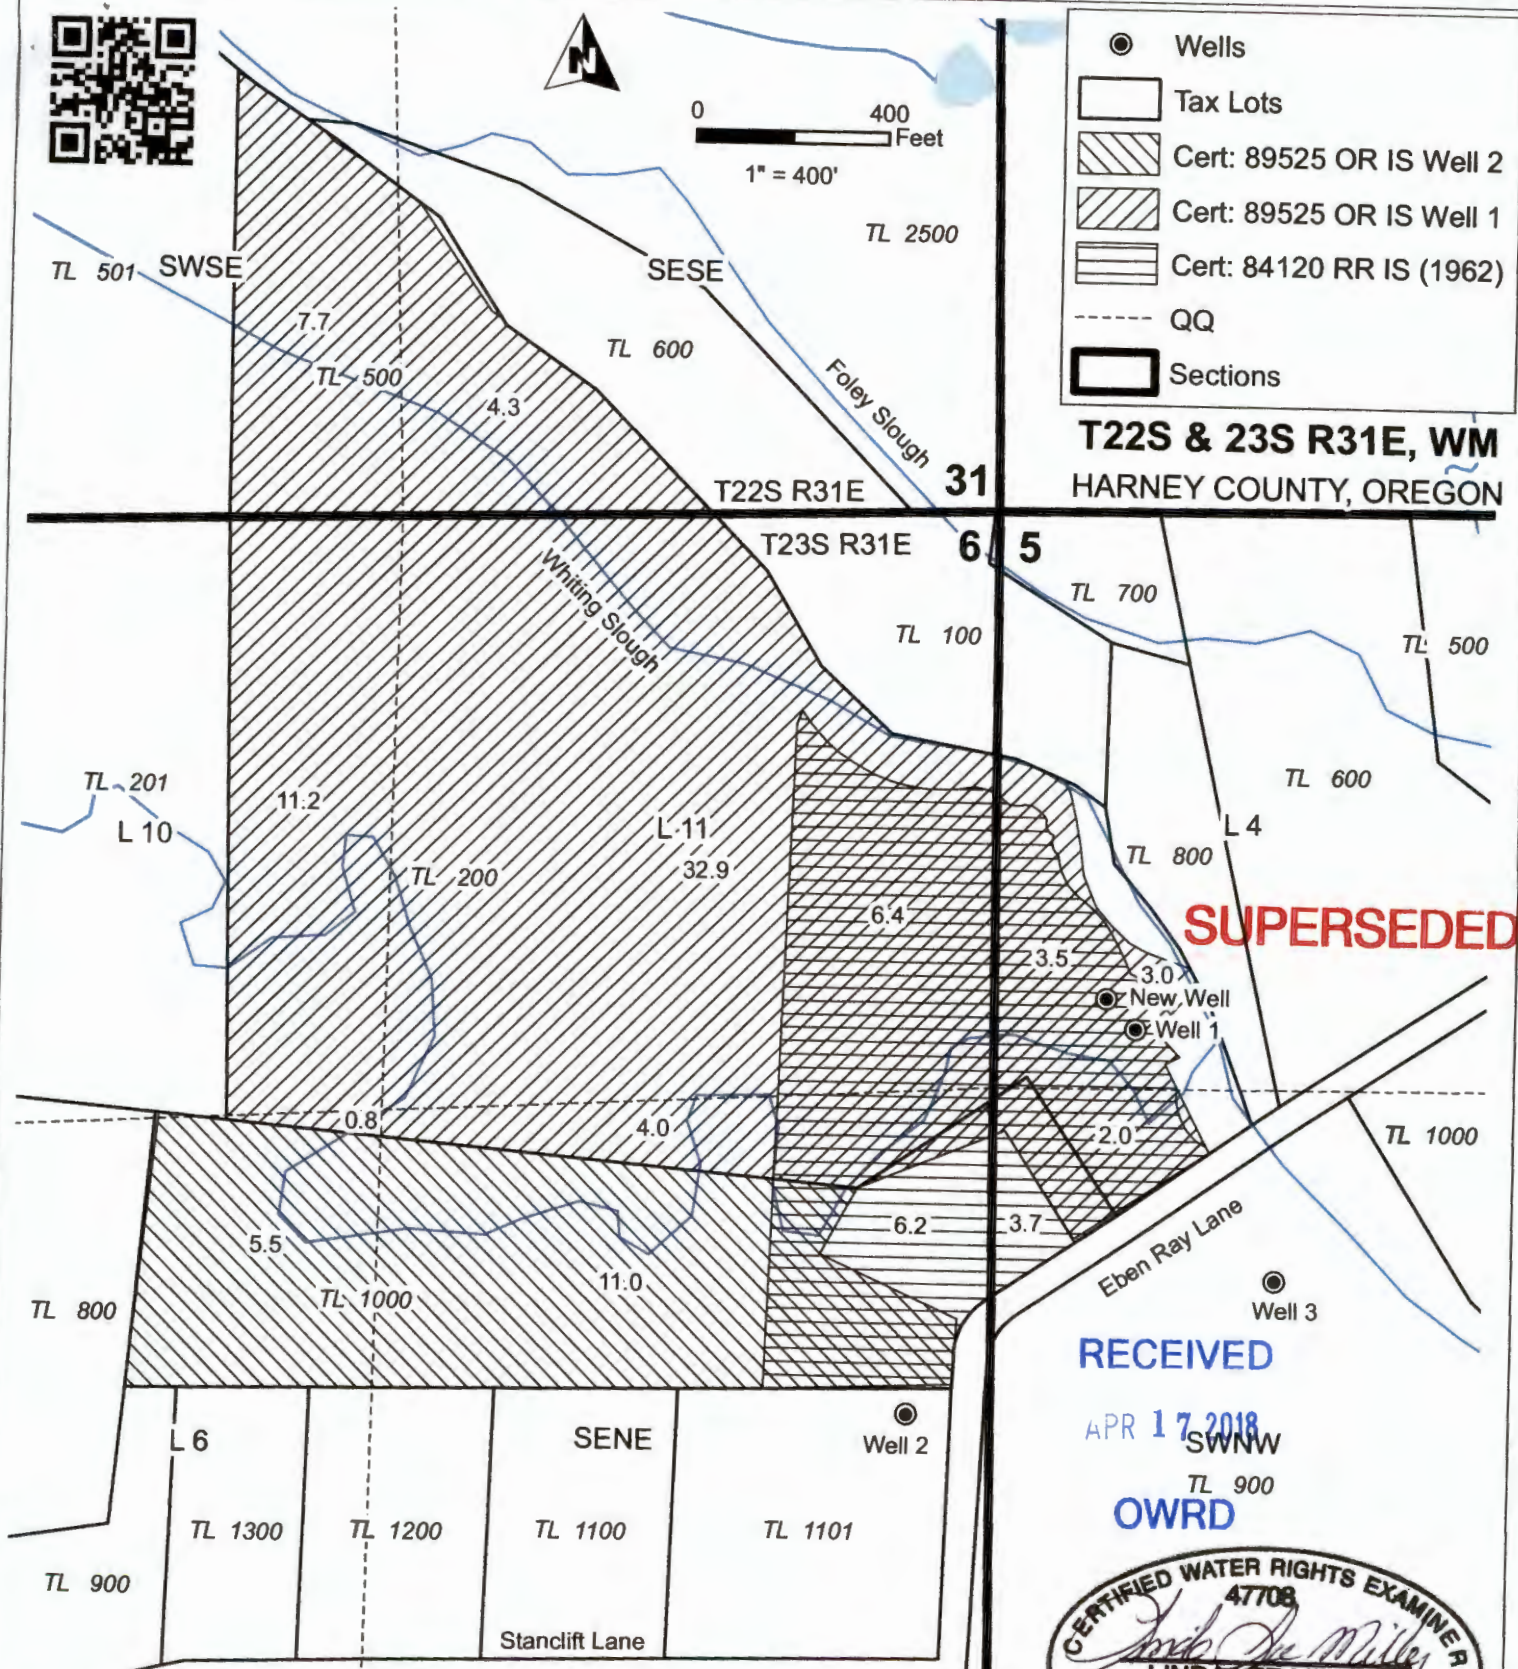 N
0 400
Feet
1" = 400'
Wells
Tax Lots
Cert: 89525 OR IS Well 2
Cert: 89525 OR IS Well 1
Cert: 84120 RR IS (1962)
QQ
Sections
T22S & 23S R31E, WM
HARNEY COUNTY, OREGON
TL 2500
TL 501
SWSE
SESE
7.7
TL 500
4.3
TL 600
Foley Slough
T22S R31E
31
T23S R31E
6
5
Whiting Slough
TL 100
TL 700
TL 500
TL 201
L 10
11.2
L 11
32.9
TL 200
TL 600
L 4
TL 800
SUPERSEDED
6.4
3.5
3.0
New Well
Well 1
0.8
4.0
2.0
TL 1000
6.2
3.7
Eben Ray Lane
5.5
11.0
TL 1000
TL 800
Well 3
RECEIVED
APR 17 2018
SWNW
TL 900
OWRD
L 6
SENE
Well 2
TL 1300
TL 1200
TL 1100
TL 1101
TL 900
Stanclift Lane
CERTIFIED WATER RIGHTS EXAMINER
47708